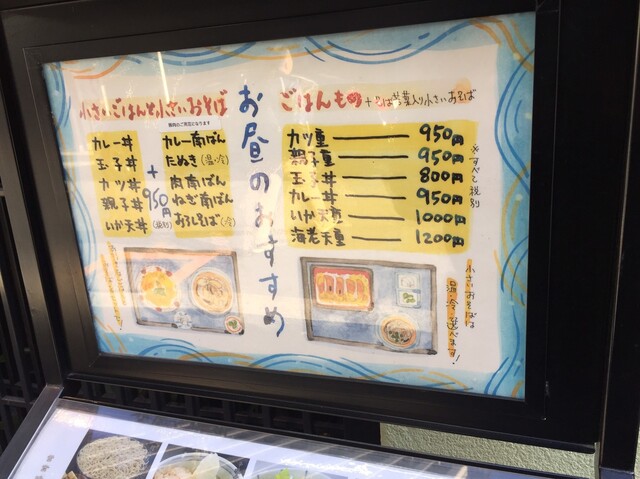 お昼のおすすめ
小さいごはんと小さいおそば
カレー丼
玉子丼
カツ丼
親子丼
いか天丼
+
950円
(税別)
カレー南ばん
たぬき(温・冷)
肉南ばん
ねぎ南ばん
おろしそば(冷)
ごはんもの
カツ重 950円
親子重 950円
玉子丼 800円
カレー丼 950円
いか天重 1000円
海老天重 1200円
※すべて税別
小さいおそばは
温・冷・選べます!